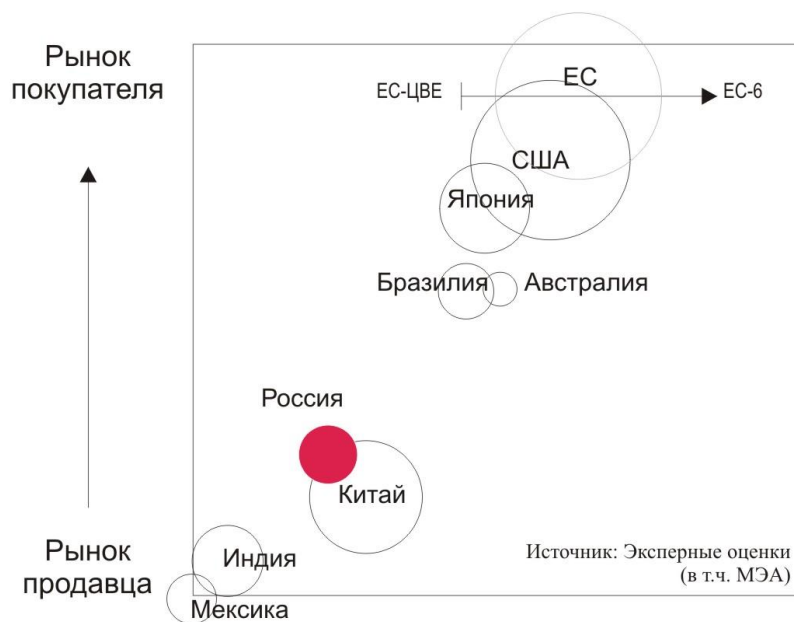 Рынок
покупателя
ЕС
ЕС-ЦВЕ
ЕС-6
США
Япония
Бразилия
Австралия
Россия
Китай
Рынок
продавца
Индия
Мексика
Источник: Эксперные оценки
(в т.ч. МЭА)